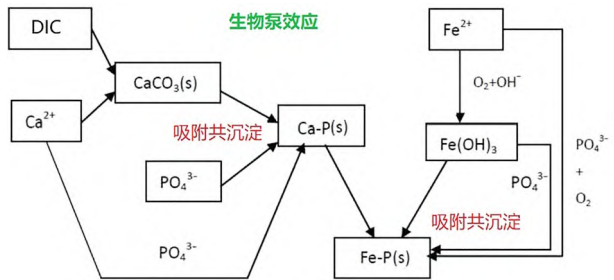 生物泵效应
DIC
Fe²⁺
CaCO₃(s)
O₂+OH⁻
Ca²⁺
吸附共沉淀
Ca-P(s)
Fe(OH)₃
PO₄³⁻
+
O₂
PO₄³⁻
PO₄³⁻
吸附共沉淀
PO₄³⁻
Fe-P(s)